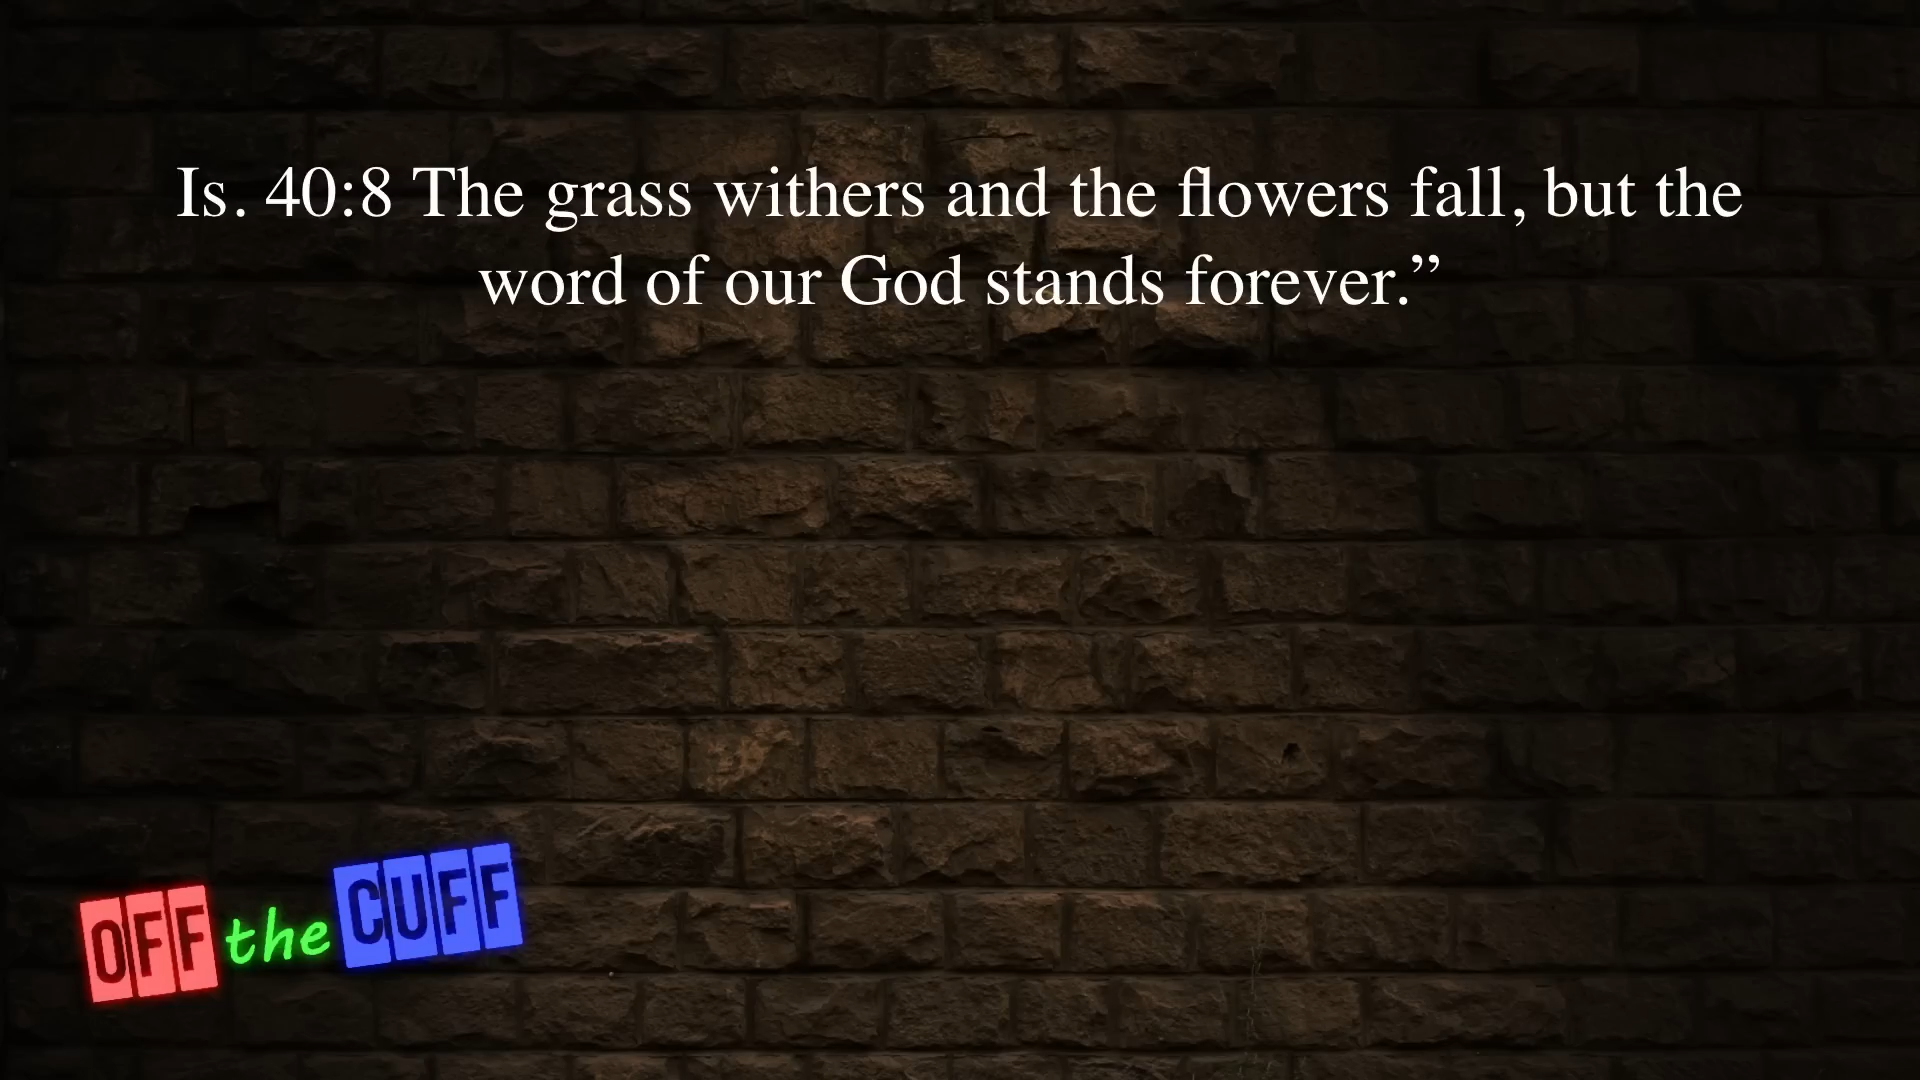 Is. 40:8 The grass withers and the flowers fall, but the
word of our God stands forever.”
OFF the CUFF